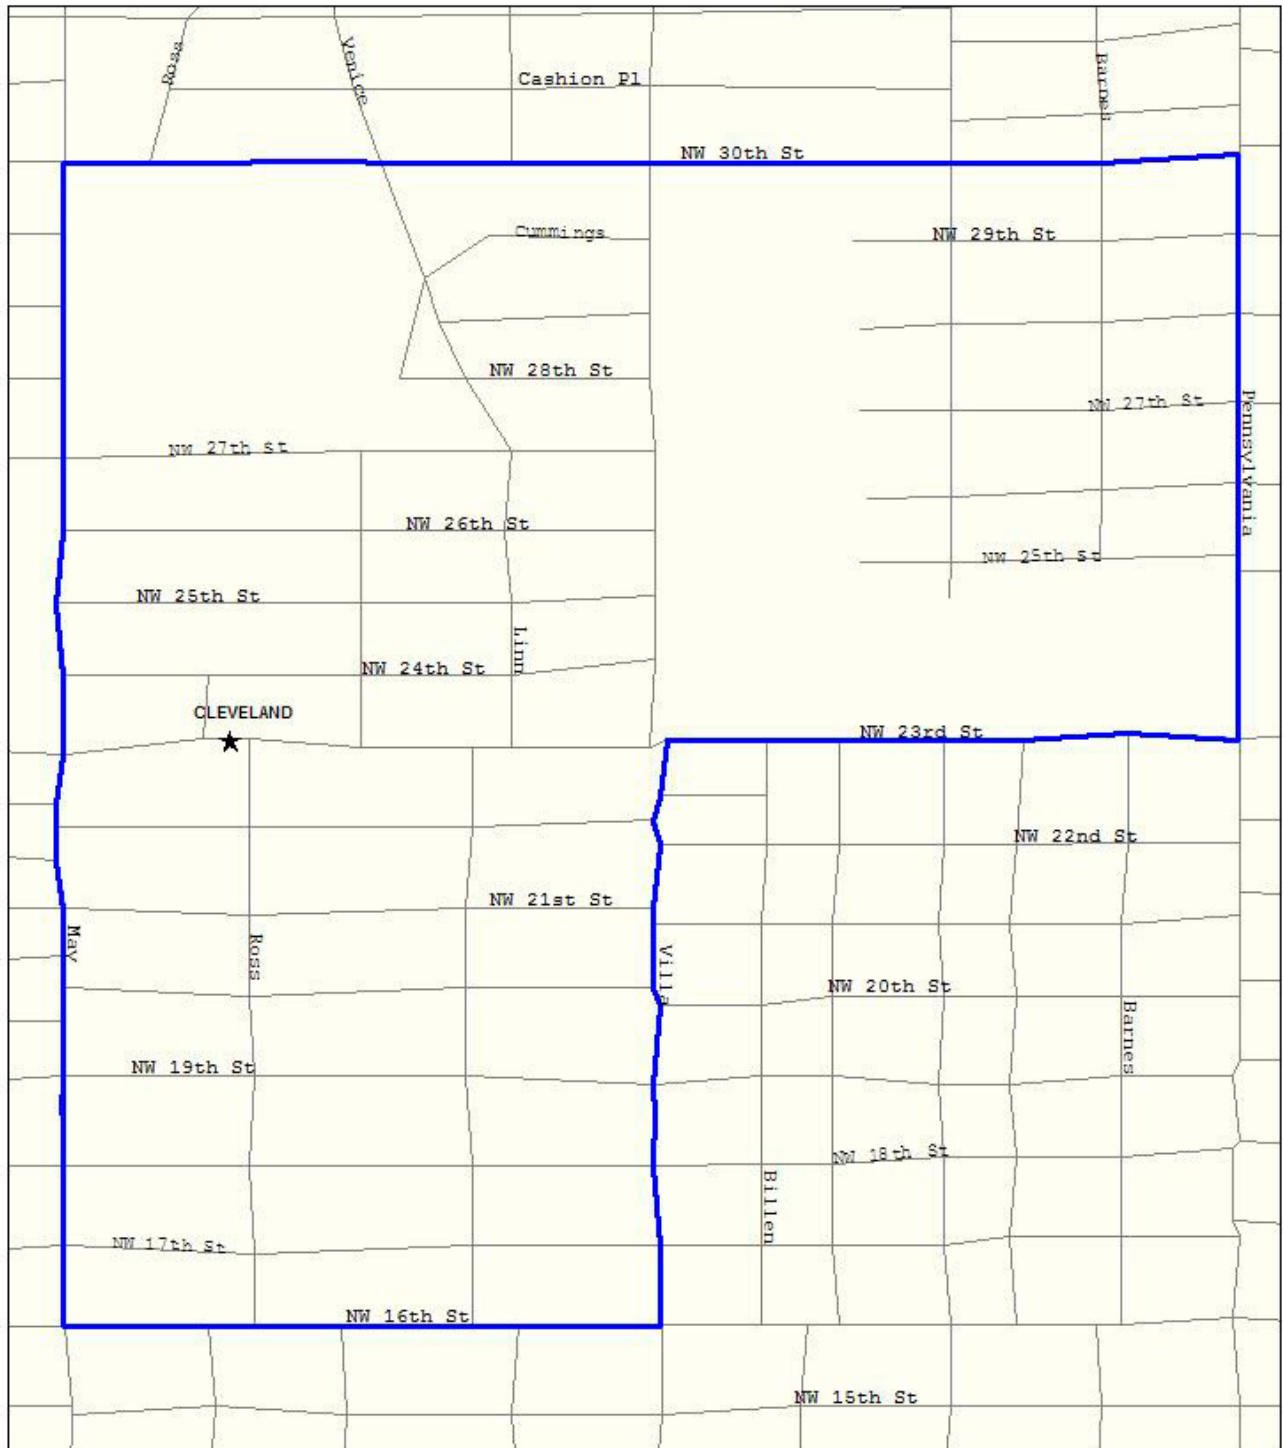 Ross
Venice
Cashion Pl
Barnes
NW 30th St
Cummings
NW 29th St
NW 28th St
NW 27th St
Pennsylvania
NW 27th St
NW 26th St
NW 25th St
NW 25th St
Linn
NW 24th St
CLEVELAND
NW 23rd St
NW 22nd St
NW 21st St
May
Ross
Villa
NW 20th St
Barnes
NW 19th St
NW 18th St
Billen
NW 17th St
NW 16th St
NW 15th St